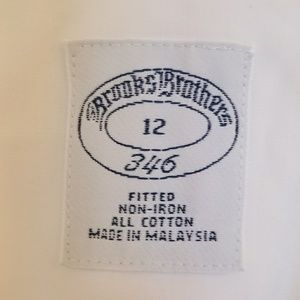 Brooks Brothers
12
346
FITTED
NON-IRON
ALL COTTON
MADE IN MALAYSIA